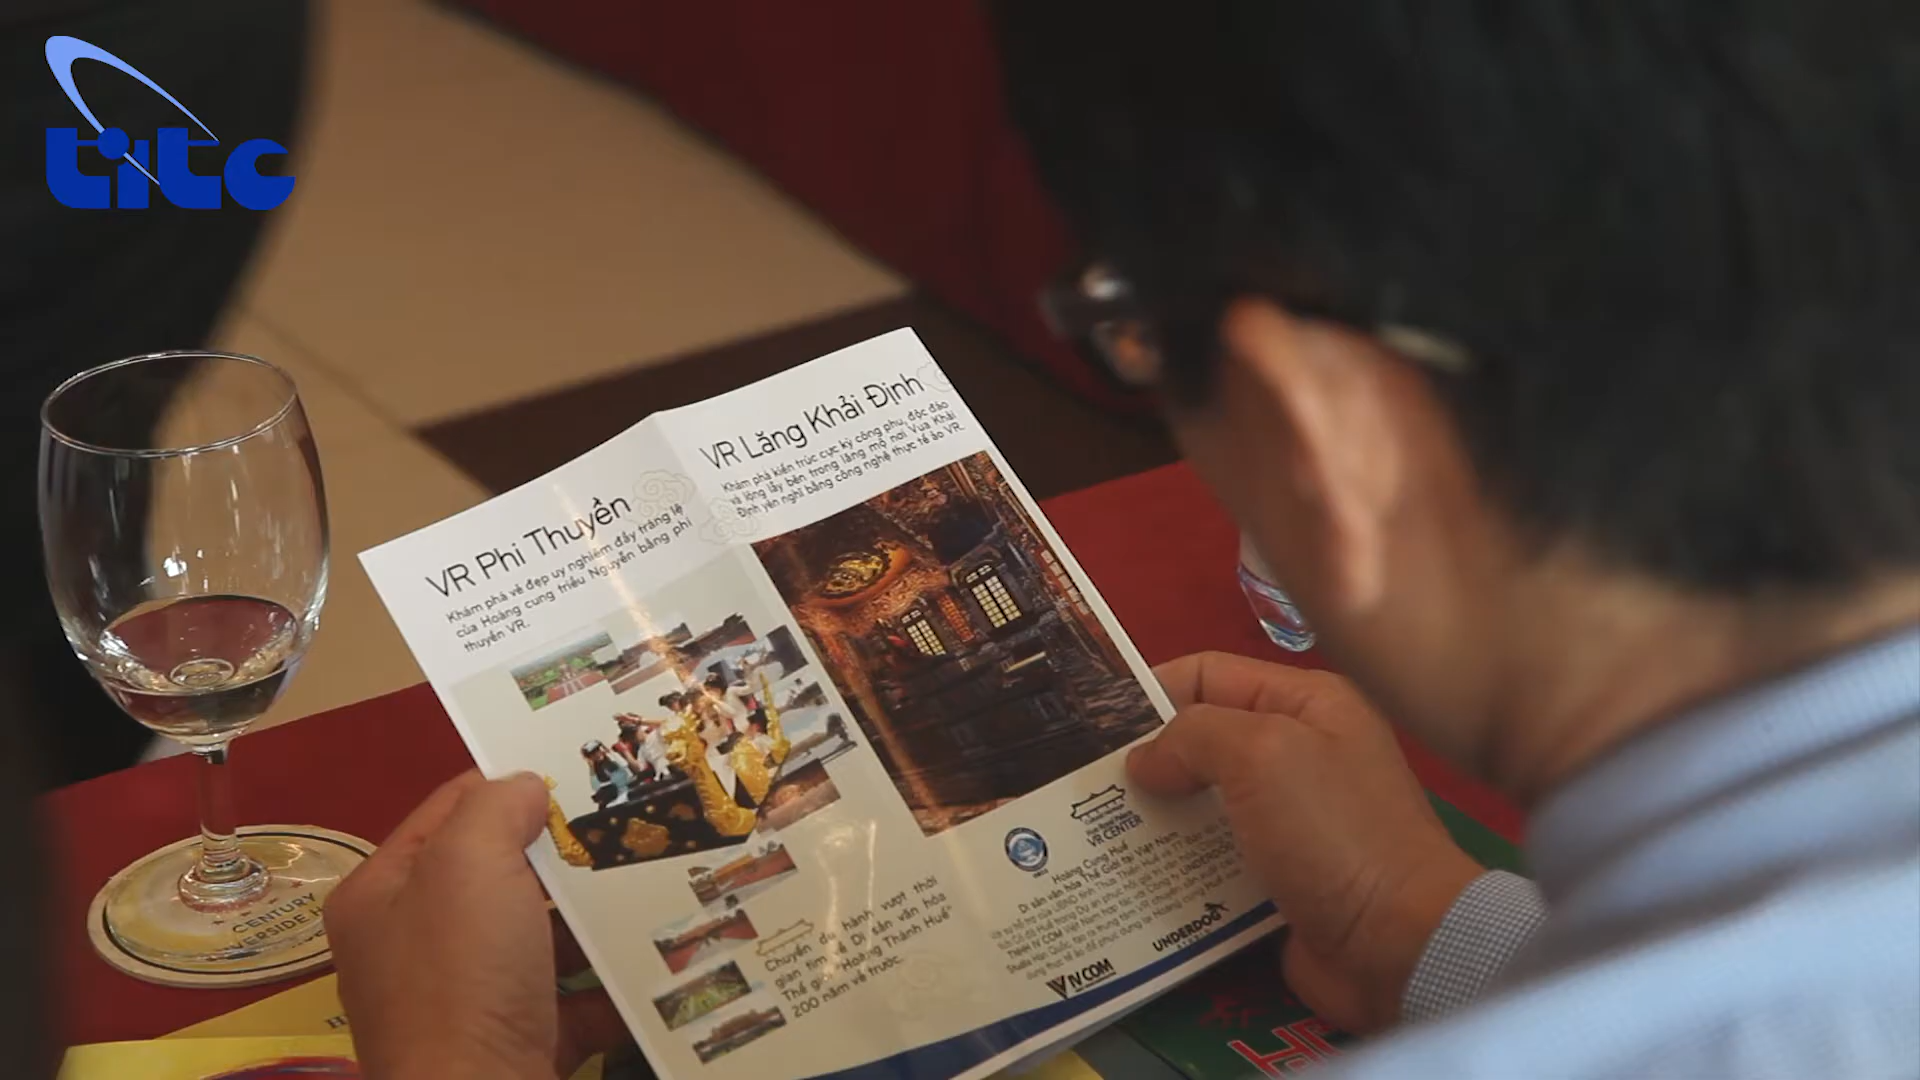 titc
VR Phi Thuyền
Khám phá vẻ đẹp uy nghiêm đầy tráng lệ
của Hoàng cung triều Nguyễn bằng phi
thuyền VR.
VR Lăng Khải Định
Khám phá kiến trúc cực kỳ công phu, độc đáo
và lộng lẫy bên trong lăng mộ nơi Vua Khải
Định yên nghĩ bằng công nghệ thực tế ảo VR.
Chuyến du hành vượt thời
gian tìm về Di sản văn hóa
Thế giới "Hoàng Thành Huế"
200 năm về trước.
VR CENTER
Hoàng Cung Huế
Di sản văn hóa Thế Giới tại Việt Nam
UNDERDOG
IV COM
CENTURY